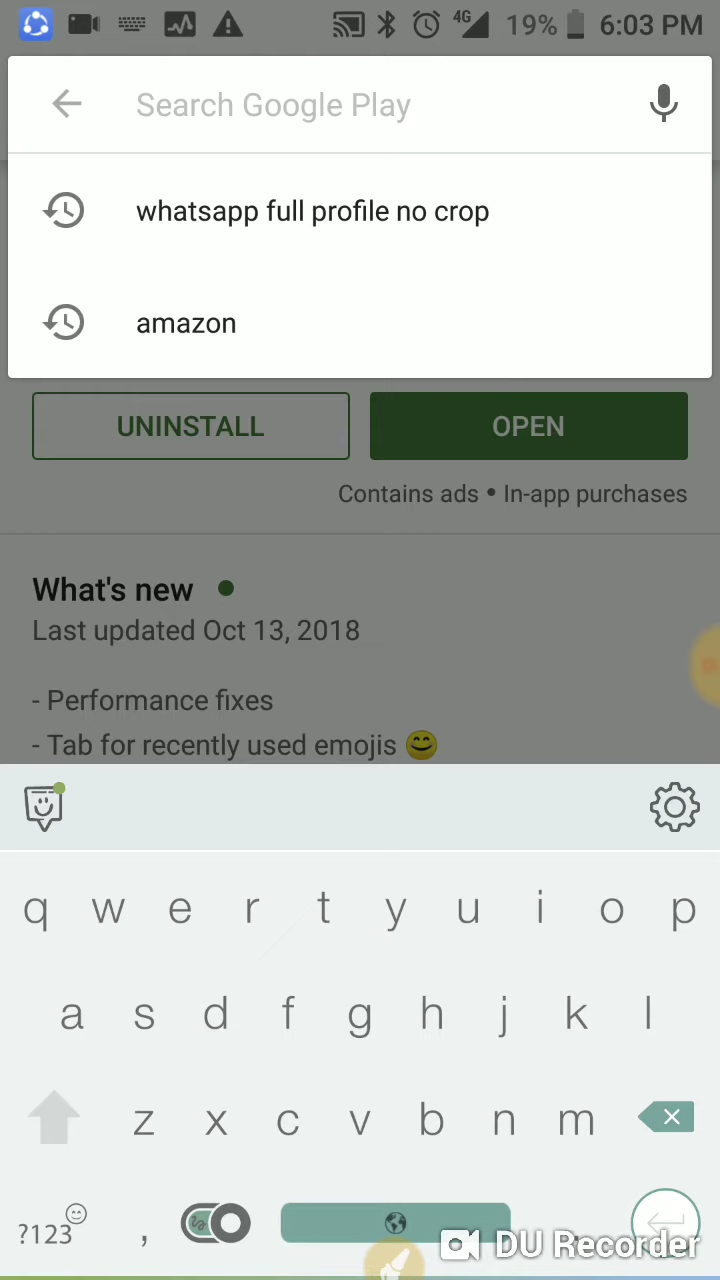 4G 19% 6:03 PM
Search Google Play
whatsapp full profile no crop
amazon
UNINSTALL OPEN
Contains ads • In-app purchases
What's new
Last updated Oct 13, 2018
- Performance fixes
- Tab for recently used emojis 😊
q w e r t y u i o p
a s d f g h j k l
z x c v b n m
?123 ,
DU Recorder